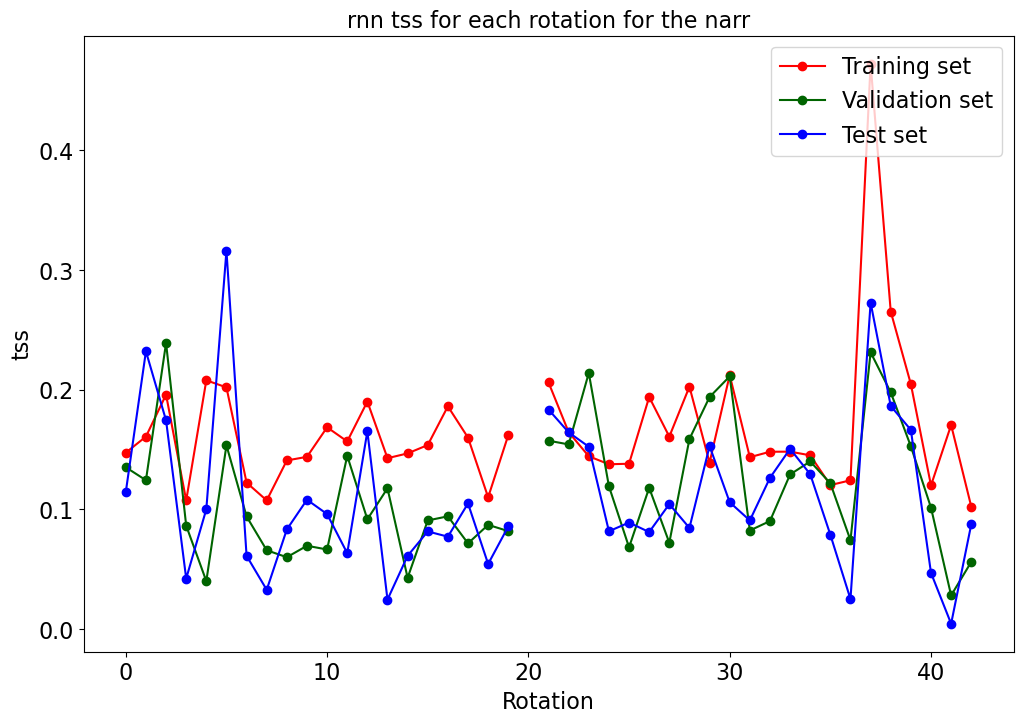 rnn tss for each rotation for the narr
Training set
Validation set
Test set
tss
0.4
0.3
0.2
0.1
0.0
0 10 20 30 40
Rotation